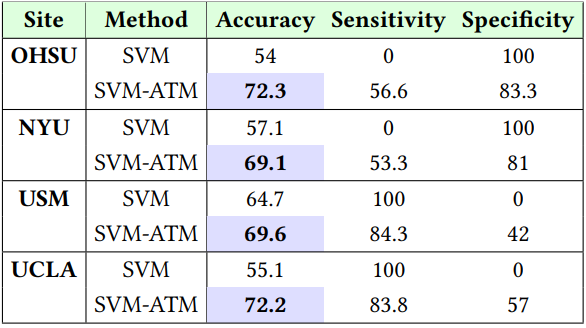 Site Method Accuracy Sensitivity Specificity
OHSU SVM 54 0 100
SVM-ATM 72.3 56.6 83.3
NYU SVM 57.1 0 100
SVM-ATM 69.1 53.3 81
USM SVM 64.7 100 0
SVM-ATM 69.6 84.3 42
UCLA SVM 55.1 100 0
SVM-ATM 72.2 83.8 57